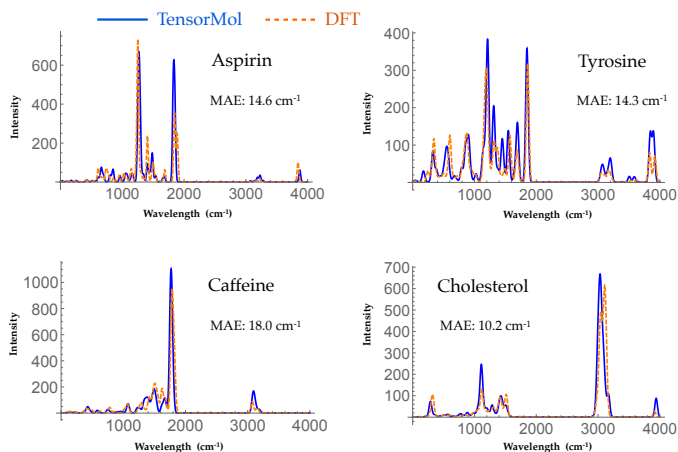 TensorMol DFT
Aspirin
MAE: 14.6 cm-1
Intensity
600
400
200
1000 2000 3000 4000
Wavelength (cm-1)
Tyrosine
MAE: 14.3 cm-1
Intensity
400
300
200
100
1000 2000 3000 4000
Wavelength (cm-1)
Caffeine
MAE: 18.0 cm-1
Intensity
1000
800
600
400
200
1000 2000 3000 4000
Wavelength (cm-1)
Cholesterol
MAE: 10.2 cm-1
Intensity
700
600
500
400
300
200
100
1000 2000 3000 4000
Wavelength (cm-1)